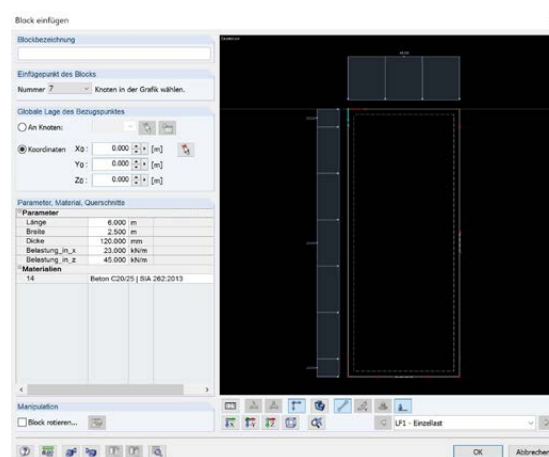 Block einfügen
Blockbezeichnung
Einfügepunkt des Blocks
Nummer 7 Knoten in der Grafik wählen.
Globale Lage des Bezugspunktes
An Knoten:
Koordinaten X0 : 0.000 [m]
Y0 : 0.000 [m]
Z0 : 0.000 [m]
Parameter, Material, Querschnitte
Parameter
Länge 6.000 m
Breite 2.500 m
Dicke 120.000 mm
Belastung_in_x 23.000 kN/m
Belastung_in_z 45.000 kN/m
Materialien
14 Beton C20/25 | SIA 262:2013
Manipulation
Block rotieren...
LF1 - Einzellast
OK Abbrechen